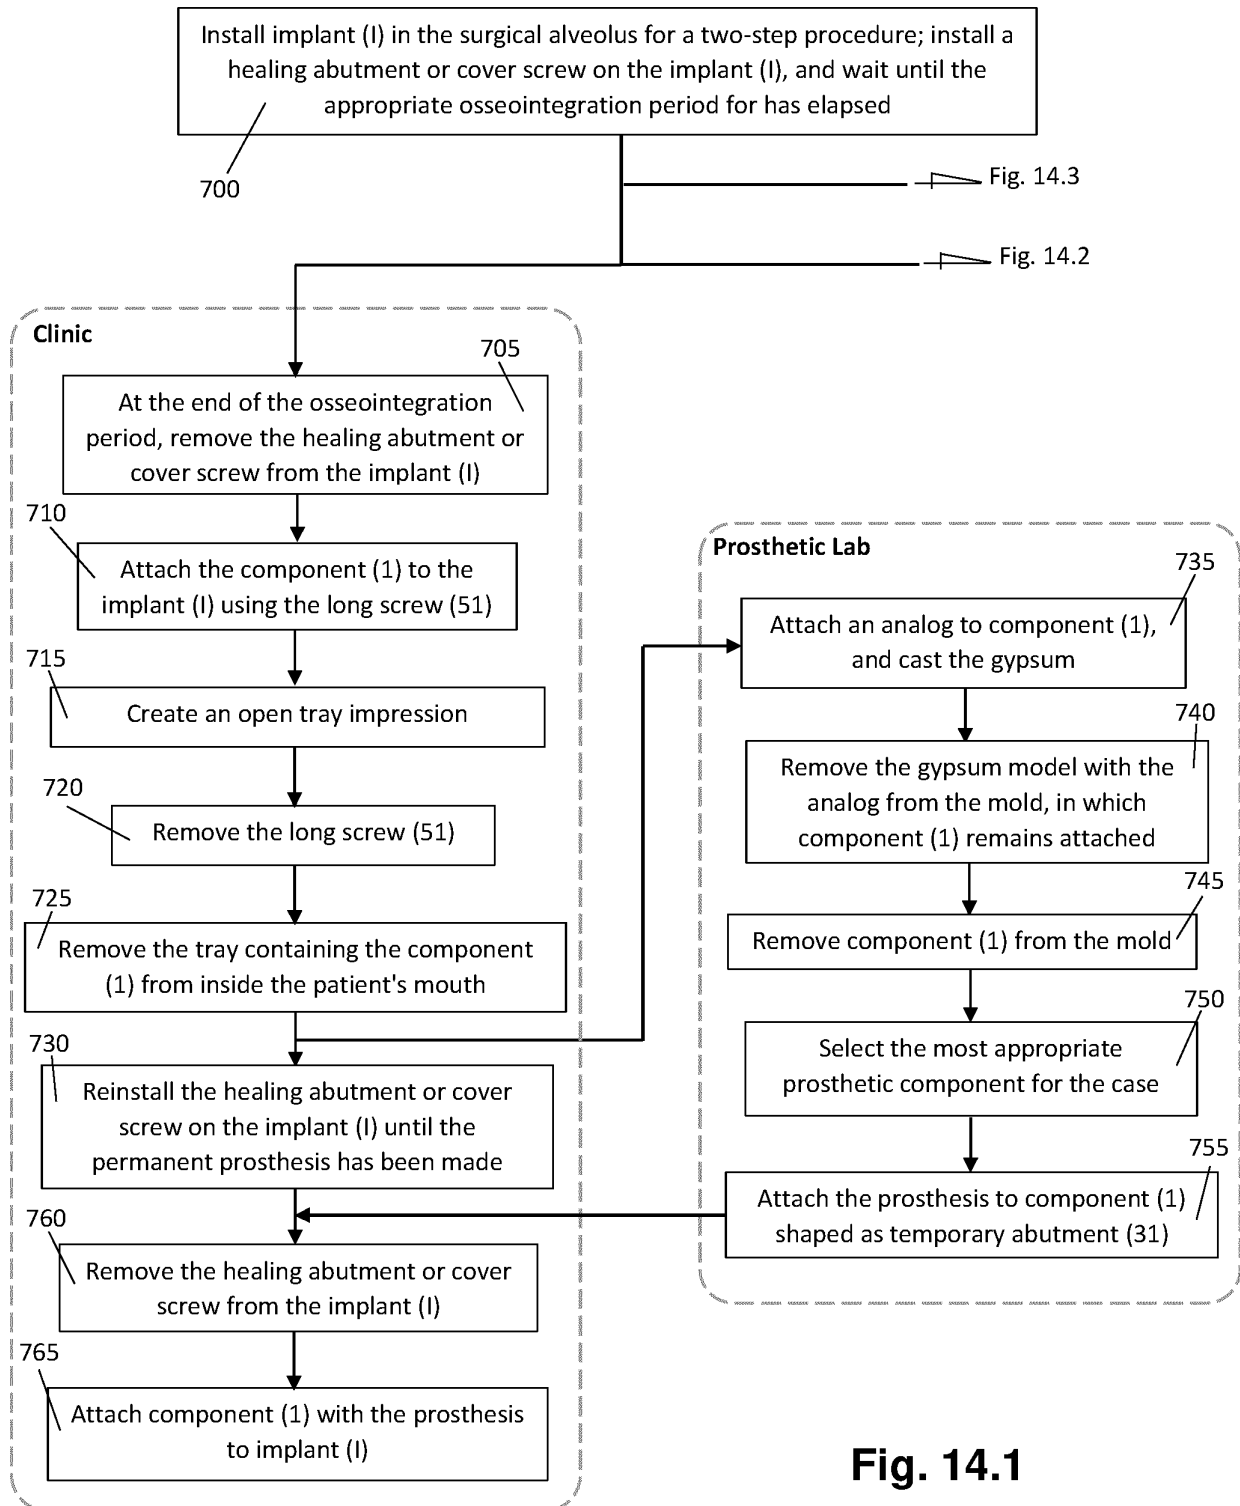 Install implant (I) in the surgical alveolus for a two-step procedure; install a
healing abutment or cover screw on the implant (I), and wait until the
appropriate osseointegration period for has elapsed
700
Fig. 14.3
Fig. 14.2
Clinic
705
At the end of the osseointegration
period, remove the healing abutment or
cover screw from the implant (I)
710
Attach the component (1) to the
implant (I) using the long screw (51)
715
Create an open tray impression
720
Remove the long screw (51)
725
Remove the tray containing the component
(1) from inside the patient's mouth
730
Reinstall the healing abutment or cover
screw on the implant (I) until the
permanent prosthesis has been made
760
Remove the healing abutment or cover
screw from the implant (I)
765
Attach component (1) with the prosthesis
to implant (I)
Prosthetic Lab
735
Attach an analog to component (1),
and cast the gypsum
740
Remove the gypsum model with the
analog from the mold, in which
component (1) remains attached
745
Remove component (1) from the mold
750
Select the most appropriate
prosthetic component for the case
755
Attach the prosthesis to component (1)
shaped as temporary abutment (31)
Fig. 14.1